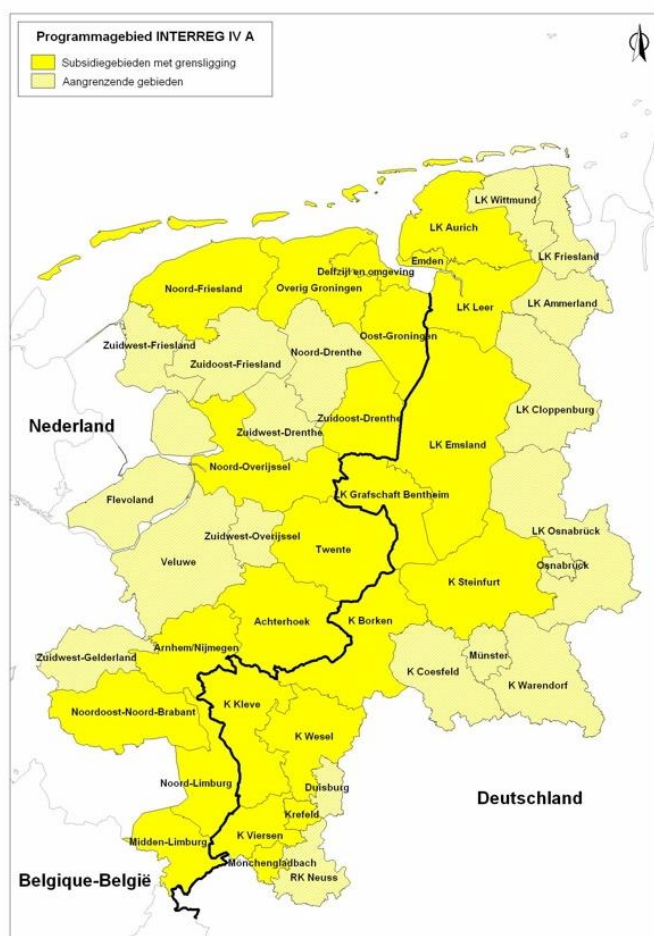 Programmagebied INTERREG IV A
Subsidiegebieden met grensligging
Aangrenzende gebieden
LK Wittmund
LK Aurich
LK Friesland
Emden
Delfzijl en omgeving
Noord-Friesland
Overig Groningen
LK Leer
LK Ammerland
Oost-Groningen
Zuidwest-Friesland
Noord-Drenthe
Zuidoost-Friesland
LK Cloppenburg
Zuidoost-Drenthe
Nederland
Zuidwest-Drenthe
LK Emsland
Noord-Overijssel
LK Grafschaft Bentheim
Flevoland
LK Osnabrück
Zuidwest-Overijssel
Twente
Veluwe
Osnabrück
K Steinfurt
Achterhoek
K Borken
Arnhem/Nijmegen
Münster
Zuidwest-Gelderland
K Coesfeld
K Warendorf
K Kleve
Noordoost-Noord-Brabant
K Wesel
Noord-Limburg
Duisburg
Deutschland
Krefeld
K Viersen
Midden-Limburg
Mönchengladbach
RK Neuss
Belgique-België